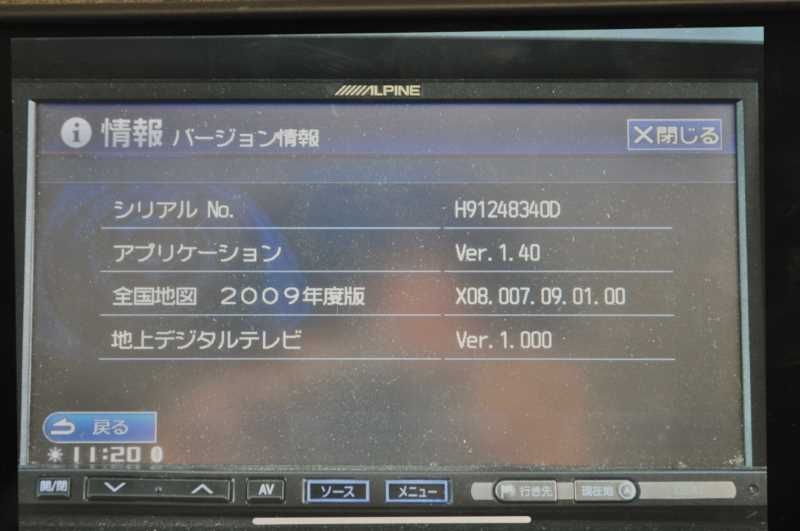 ALPINE
情報 バージョン情報
×閉じる
シリアル No. H91248340D
アプリケーション Ver.1.40
全国地図 2009年度版 X08.007.09.01.00
地上デジタルテレビ Ver.1.000
戻る
11:20
開/閉 AV ソース メニュー 行き先 現在地